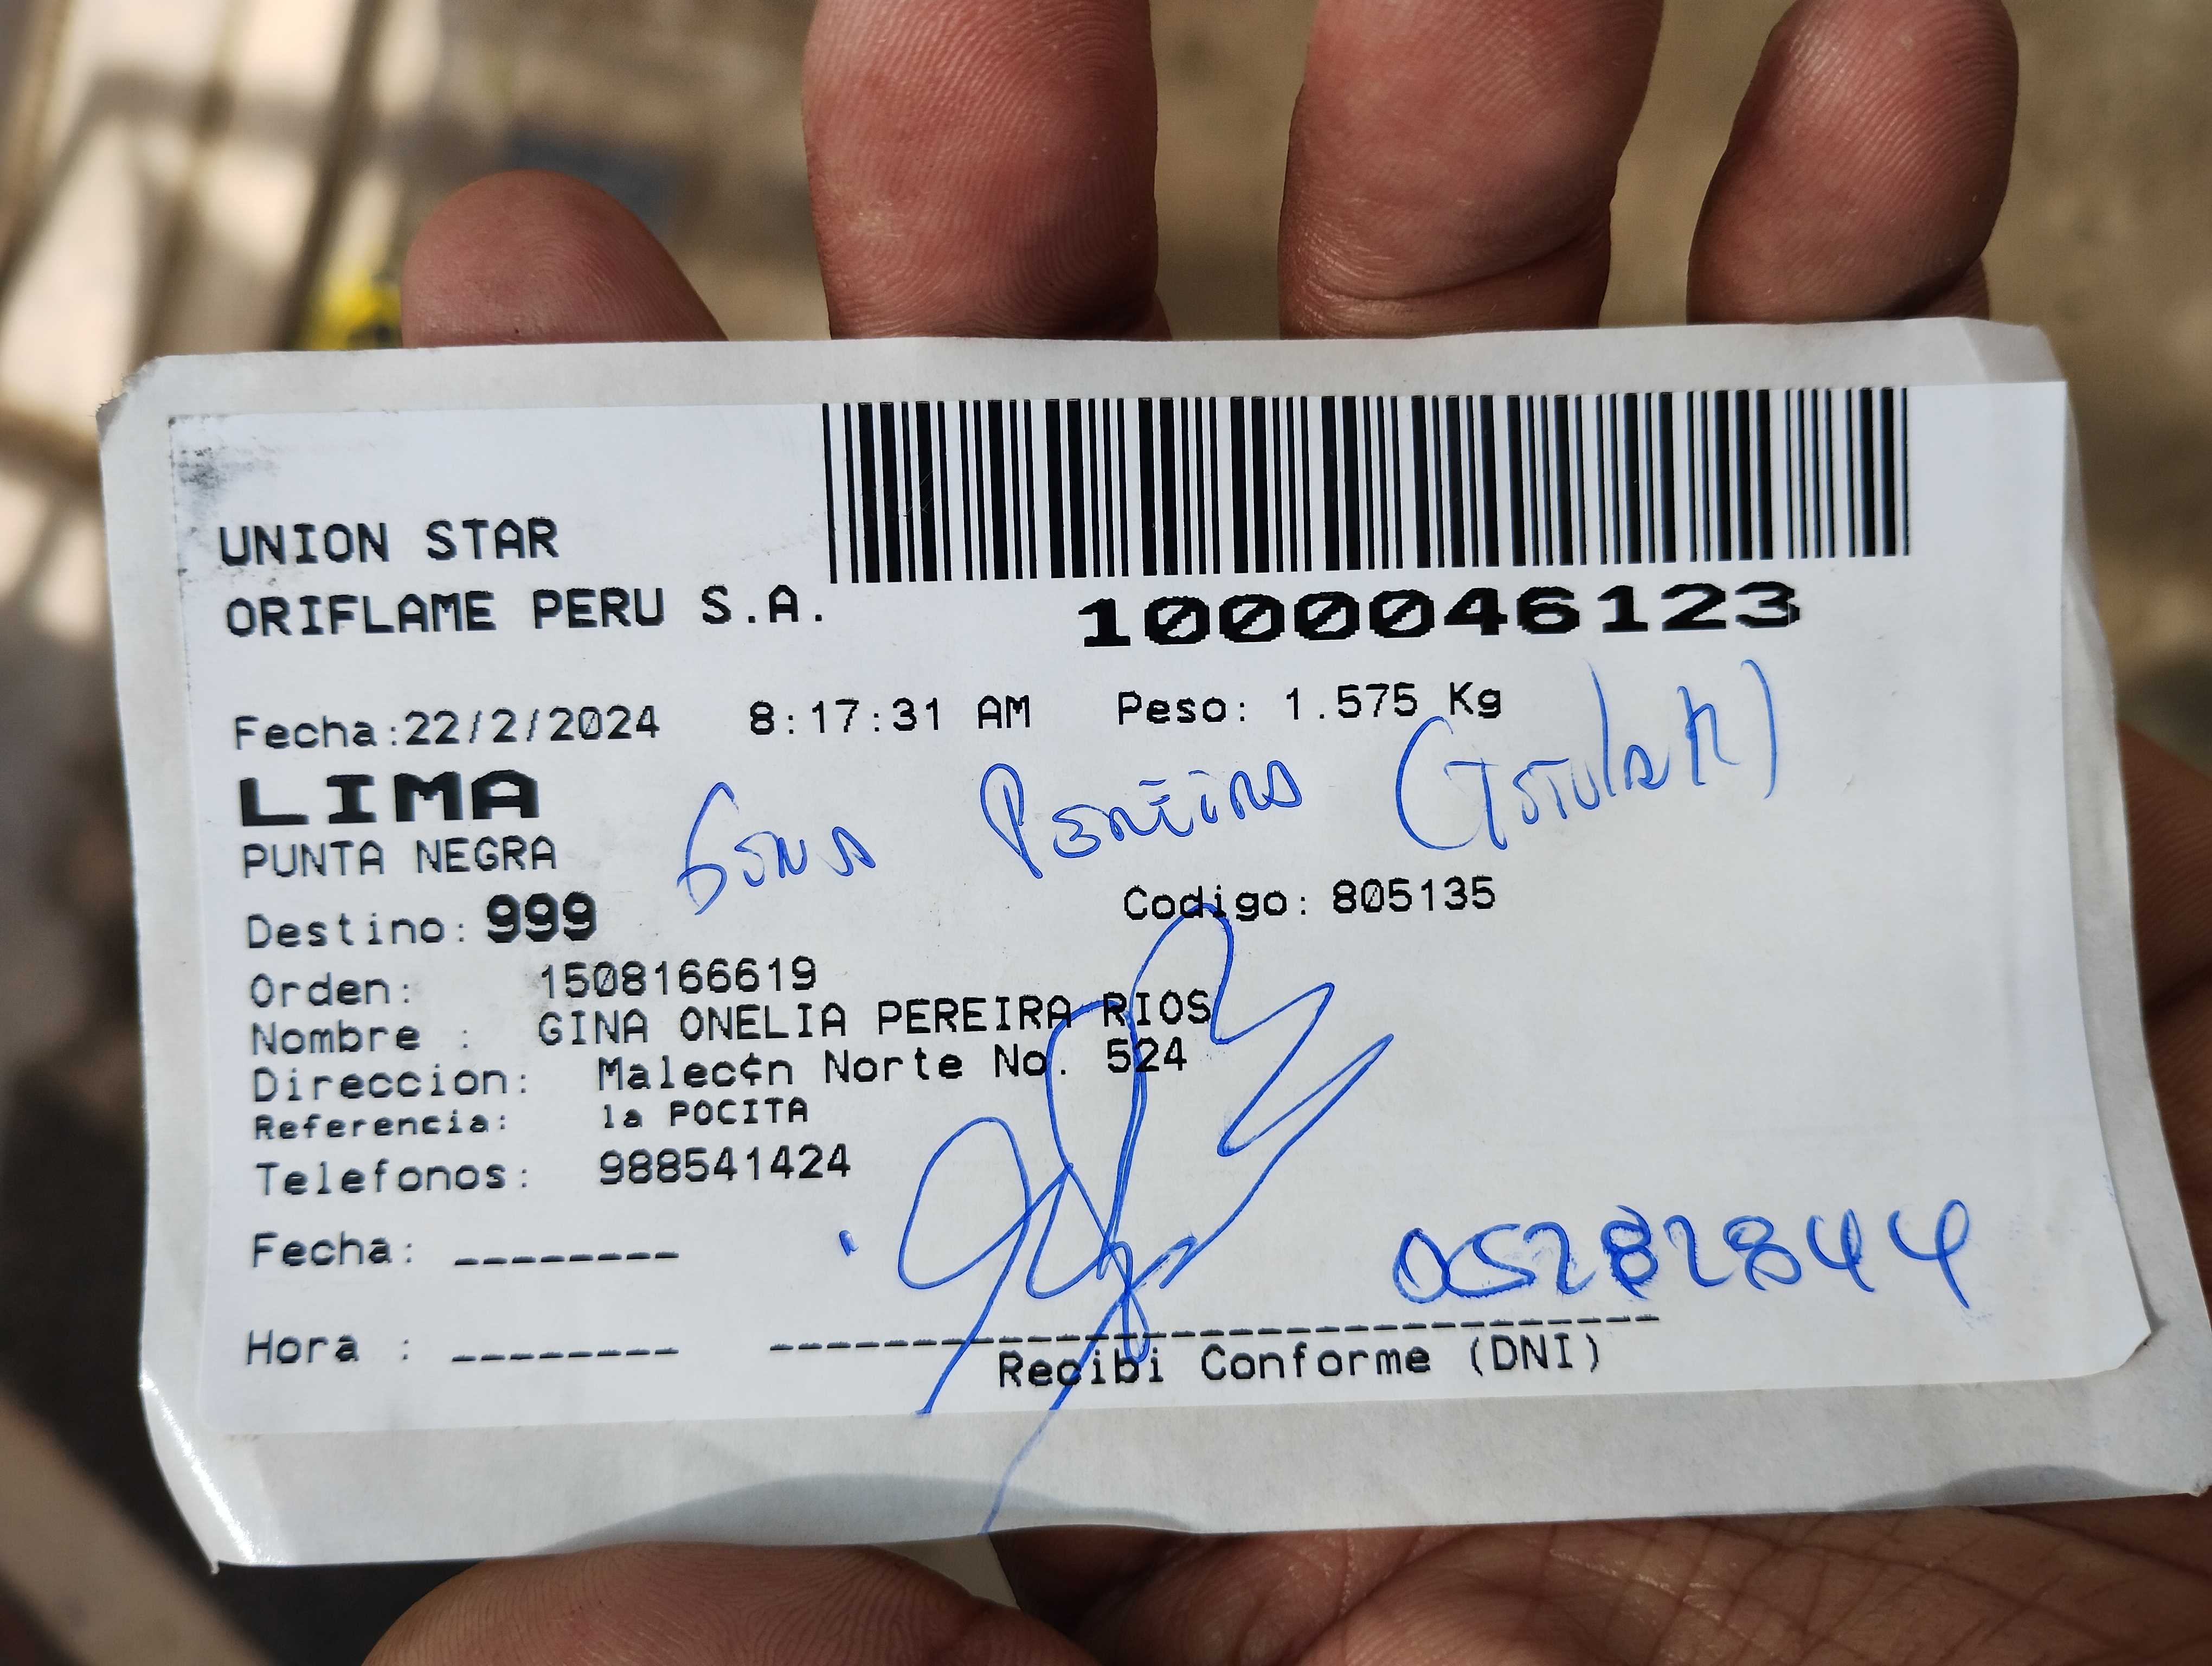 UNION STAR
ORIFLAME PERU S.A.
1000046123
Fecha:22/2/2024 8:17:31 AM Peso: 1.575 Kg
LIMA
Gina Pereira (Titular)
PUNTA NEGRA
Destino: 999 Codigo: 805135
Orden: 1508166619
Nombre : GINA ONELIA PEREIRA RIOS
Direccion: Malec¢n Norte No. 524
Referencia: la POCITA
Telefonos: 988541424
Fecha: ________
05282844
Hora : ________
Recibi Conforme (DNI)